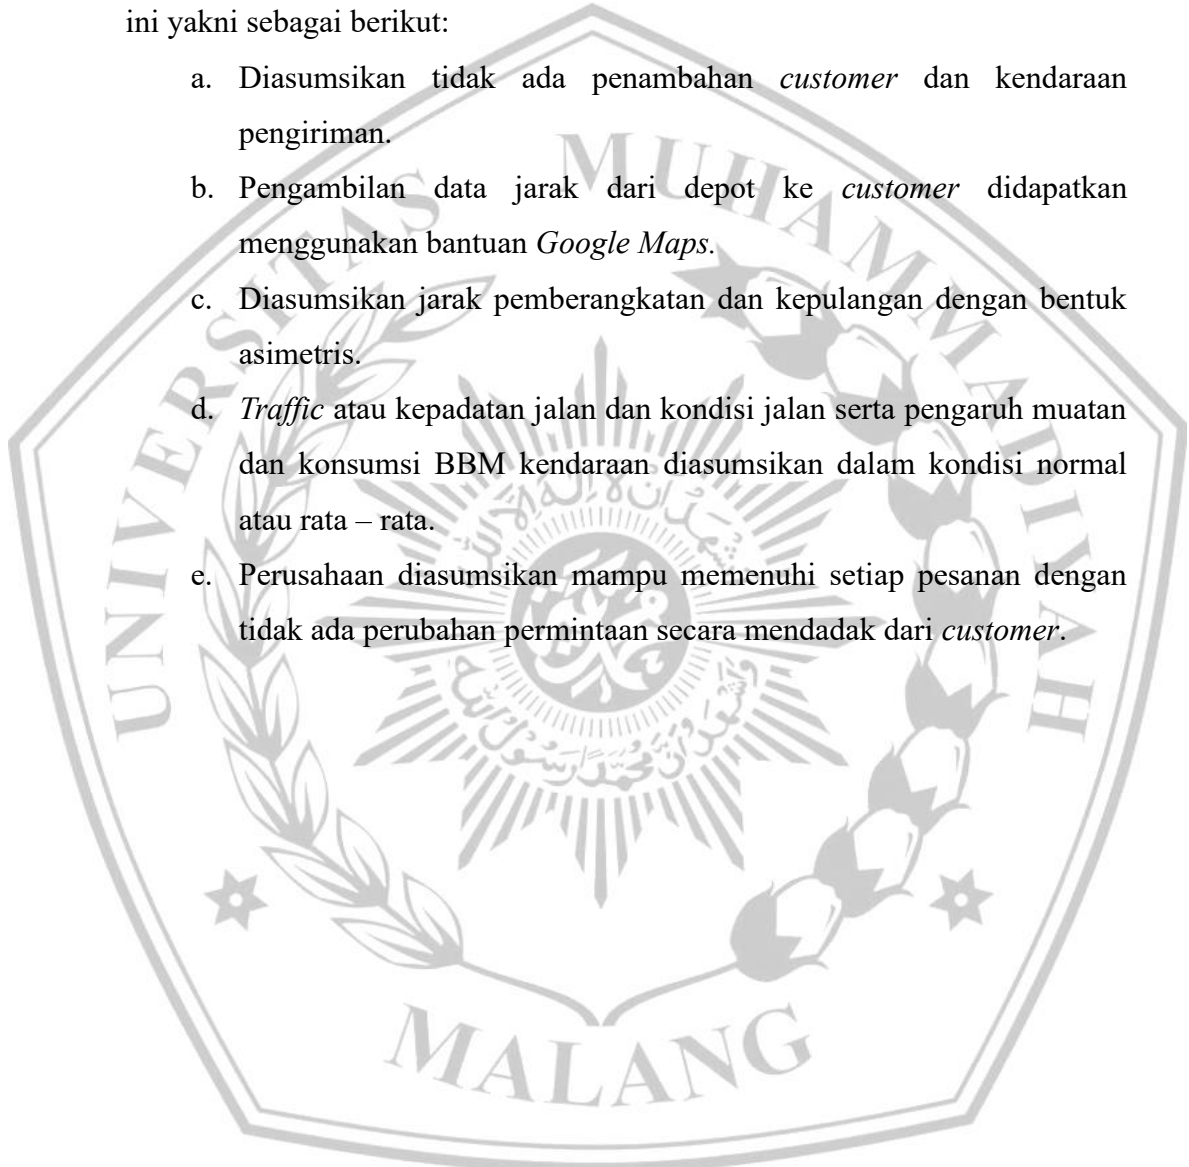 ini yakni sebagai berikut:
a. Diasumsikan tidak ada penambahan customer dan kendaraan
pengiriman.
b. Pengambilan data jarak dari depot ke customer didapatkan
menggunakan bantuan Google Maps.
c. Diasumsikan jarak pemberangkatan dan kepulangan dengan bentuk
asimetris.
d. Traffic atau kepadatan jalan dan kondisi jalan serta pengaruh muatan
dan konsumsi BBM kendaraan diasumsikan dalam kondisi normal
atau rata – rata.
e. Perusahaan diasumsikan mampu memenuhi setiap pesanan dengan
tidak ada perubahan permintaan secara mendadak dari customer.
UNIVERSITAS MUHAMMADIYAH
MALANG